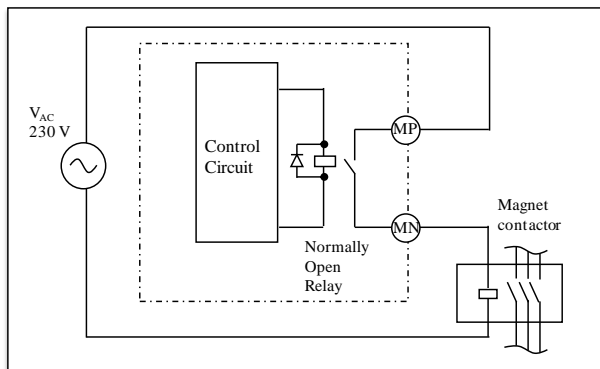 V_AC
230 V
Control
Circuit
MP
MN
Normally
Open
Relay
Magnet
contactor